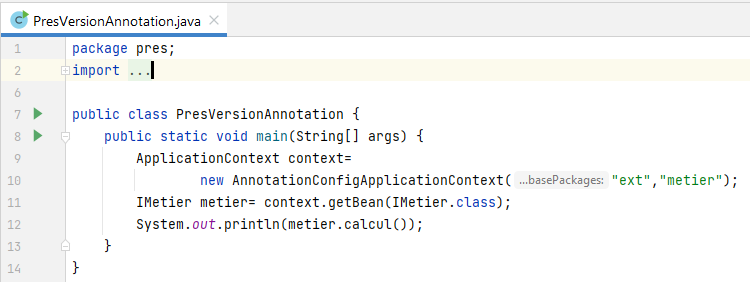 PresVersionAnnotation.java
1 package pres;
2 import ...
6
7 public class PresVersionAnnotation {
8 public static void main(String[] args) {
9 ApplicationContext context=
10 new AnnotationConfigApplicationContext( ...basePackages: "ext","metier");
11 IMetier metier= context.getBean(IMetier.class);
12 System.out.println(metier.calcul());
13 }
14 }